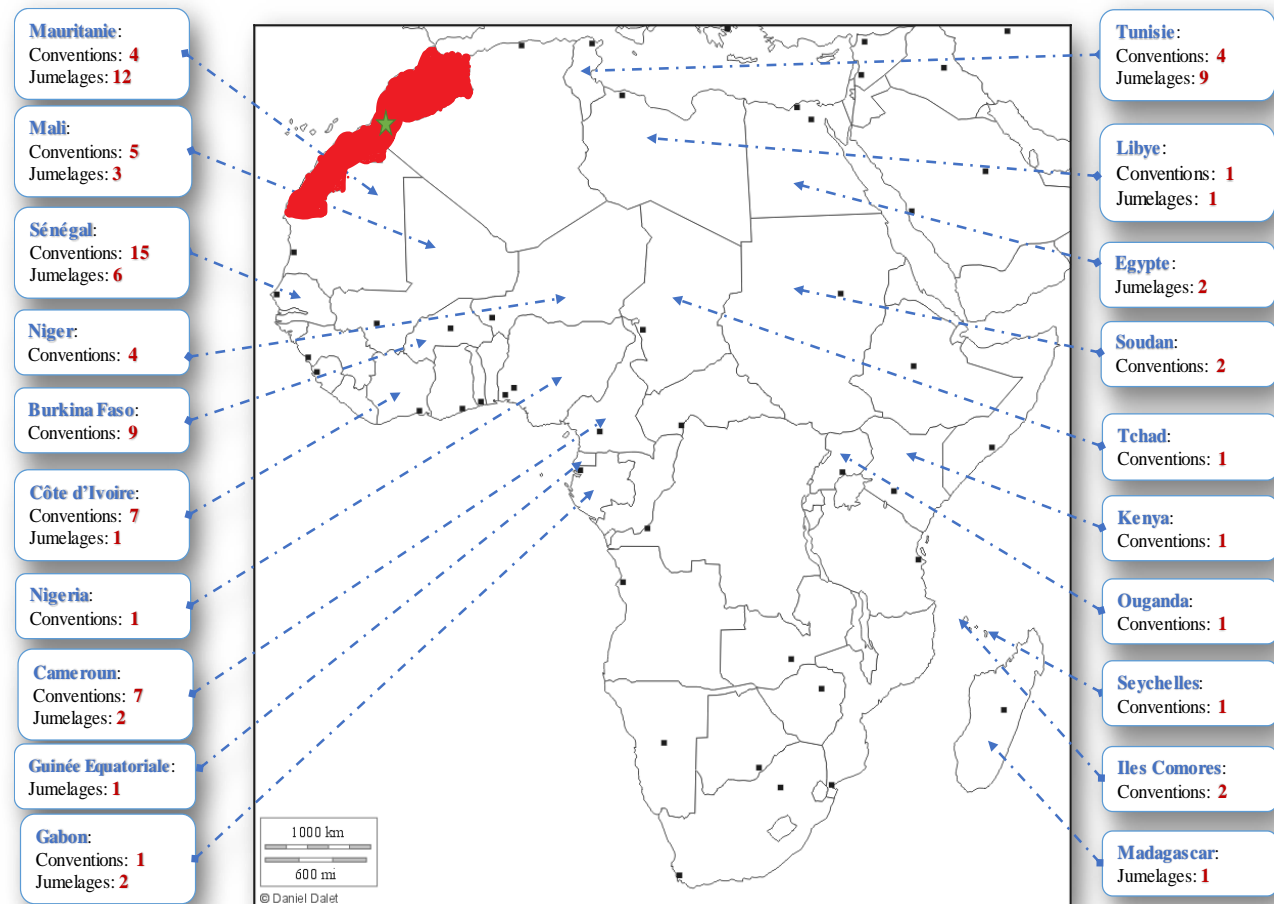 Mauritanie:
Conventions: 4
Jumelages: 12
Mali:
Conventions: 5
Jumelages: 3
Sénégal:
Conventions: 15
Jumelages: 6
Niger:
Conventions: 4
Burkina Faso:
Conventions: 9
Côte d'Ivoire:
Conventions: 7
Jumelages: 1
Nigeria:
Conventions: 1
Cameroun:
Conventions: 7
Jumelages: 2
Guinée Equatoriale:
Jumelages: 1
Gabon:
Conventions: 1
Jumelages: 2
1000 km
600 mi
© Daniel Dalet
Tunisie:
Conventions: 4
Jumelages: 9
Libye:
Conventions: 1
Jumelages: 1
Egypte:
Jumelages: 2
Soudan:
Conventions: 2
Tchad:
Conventions: 1
Kenya:
Conventions: 1
Ouganda:
Conventions: 1
Seychelles:
Conventions: 1
Iles Comores:
Conventions: 2
Madagascar:
Jumelages: 1